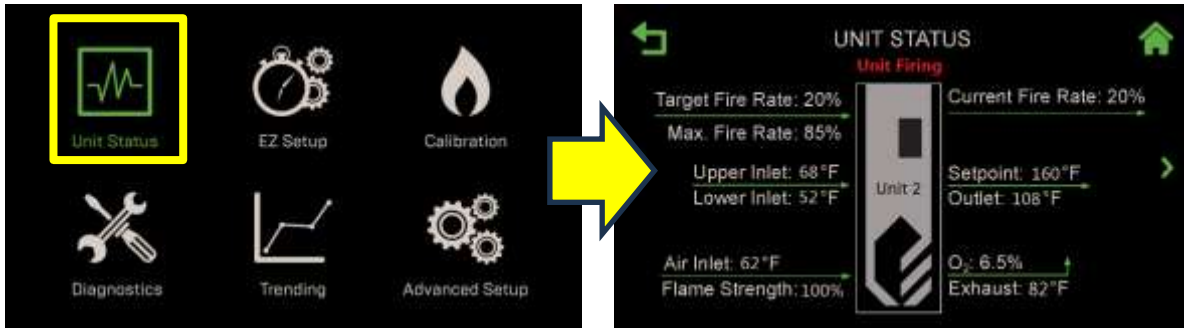 Unit Status
EZ Setup
Calibration
Diagnostics
Trending
Advanced Setup
UNIT STATUS
Unit Firing
Target Fire Rate: 20%
Current Fire Rate: 20%
Max. Fire Rate: 85%
Upper Inlet: 68°F
Setpoint: 160°F
Unit 2
Lower Inlet: 52°F
Outlet: 108°F
Air Inlet: 62°F
O₂: 6.5%
Flame Strength: 100%
Exhaust: 82°F